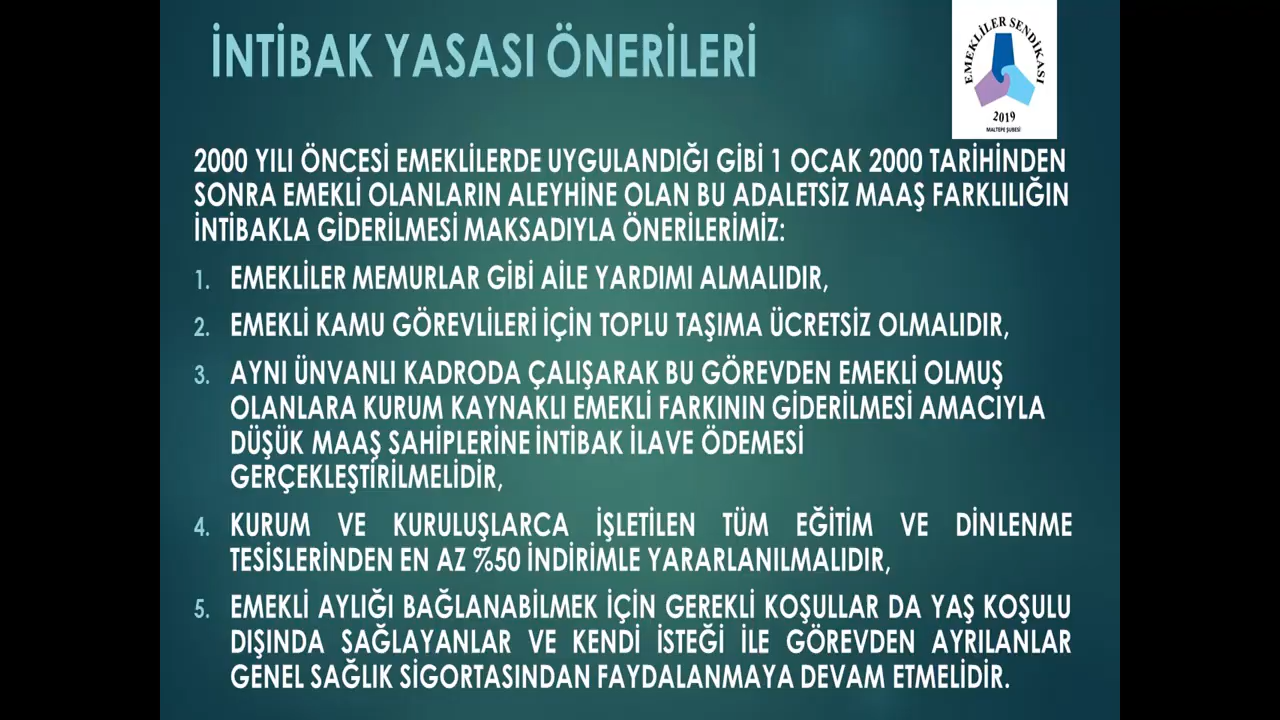 İNTİBAK YASASI ÖNERİLERİ
EMEKLİLER SENDİKASI
2019
MALTEPE ŞUBESİ
2000 YILI ÖNCESİ EMEKLİLERDE UYGULANDIĞI GİBİ 1 OCAK 2000 TARİHİNDEN
SONRA EMEKLİ OLANLARIN ALEYHİNE OLAN BU ADALETSİZ MAAŞ FARKLILIĞIN
İNTİBAKLA GİDERİLMESİ MAKSADIYLA ÖNERİLERİMİZ:
1. EMEKLİLER MEMURLAR GİBİ AİLE YARDIMI ALMALIDIR,
2. EMEKLİ KAMU GÖREVLİLERİ İÇİN TOPLU TAŞIMA ÜCRETSİZ OLMALIDIR,
3. AYNI ÜNVANLI KADRODA ÇALIŞARAK BU GÖREVDEN EMEKLİ OLMUŞ
OLANLARA KURUM KAYNAKLI EMEKLİ FARKININ GİDERİLMESİ AMACIYLA
DÜŞÜK MAAŞ SAHİPLERİNE İNTİBAK İLAVE ÖDEMESİ
GERÇEKLEŞTİRİLMELİDİR,
4. KURUM VE KURULUŞLARCA İŞLETİLEN TÜM EĞİTİM VE DİNLENME
TESİSLERİNDEN EN AZ %50 İNDİRİMLE YARARLANILMALIDIR,
5. EMEKLİ AYLIĞI BAĞLANABİLMEK İÇİN GEREKLİ KOŞULLAR DA YAŞ KOŞULU
DIŞINDA SAĞLAYANLAR VE KENDİ İSTEĞİ İLE GÖREVDEN AYRILANLAR
GENEL SAĞLIK SİGORTASINDAN FAYDALANMAYA DEVAM ETMELİDİR.